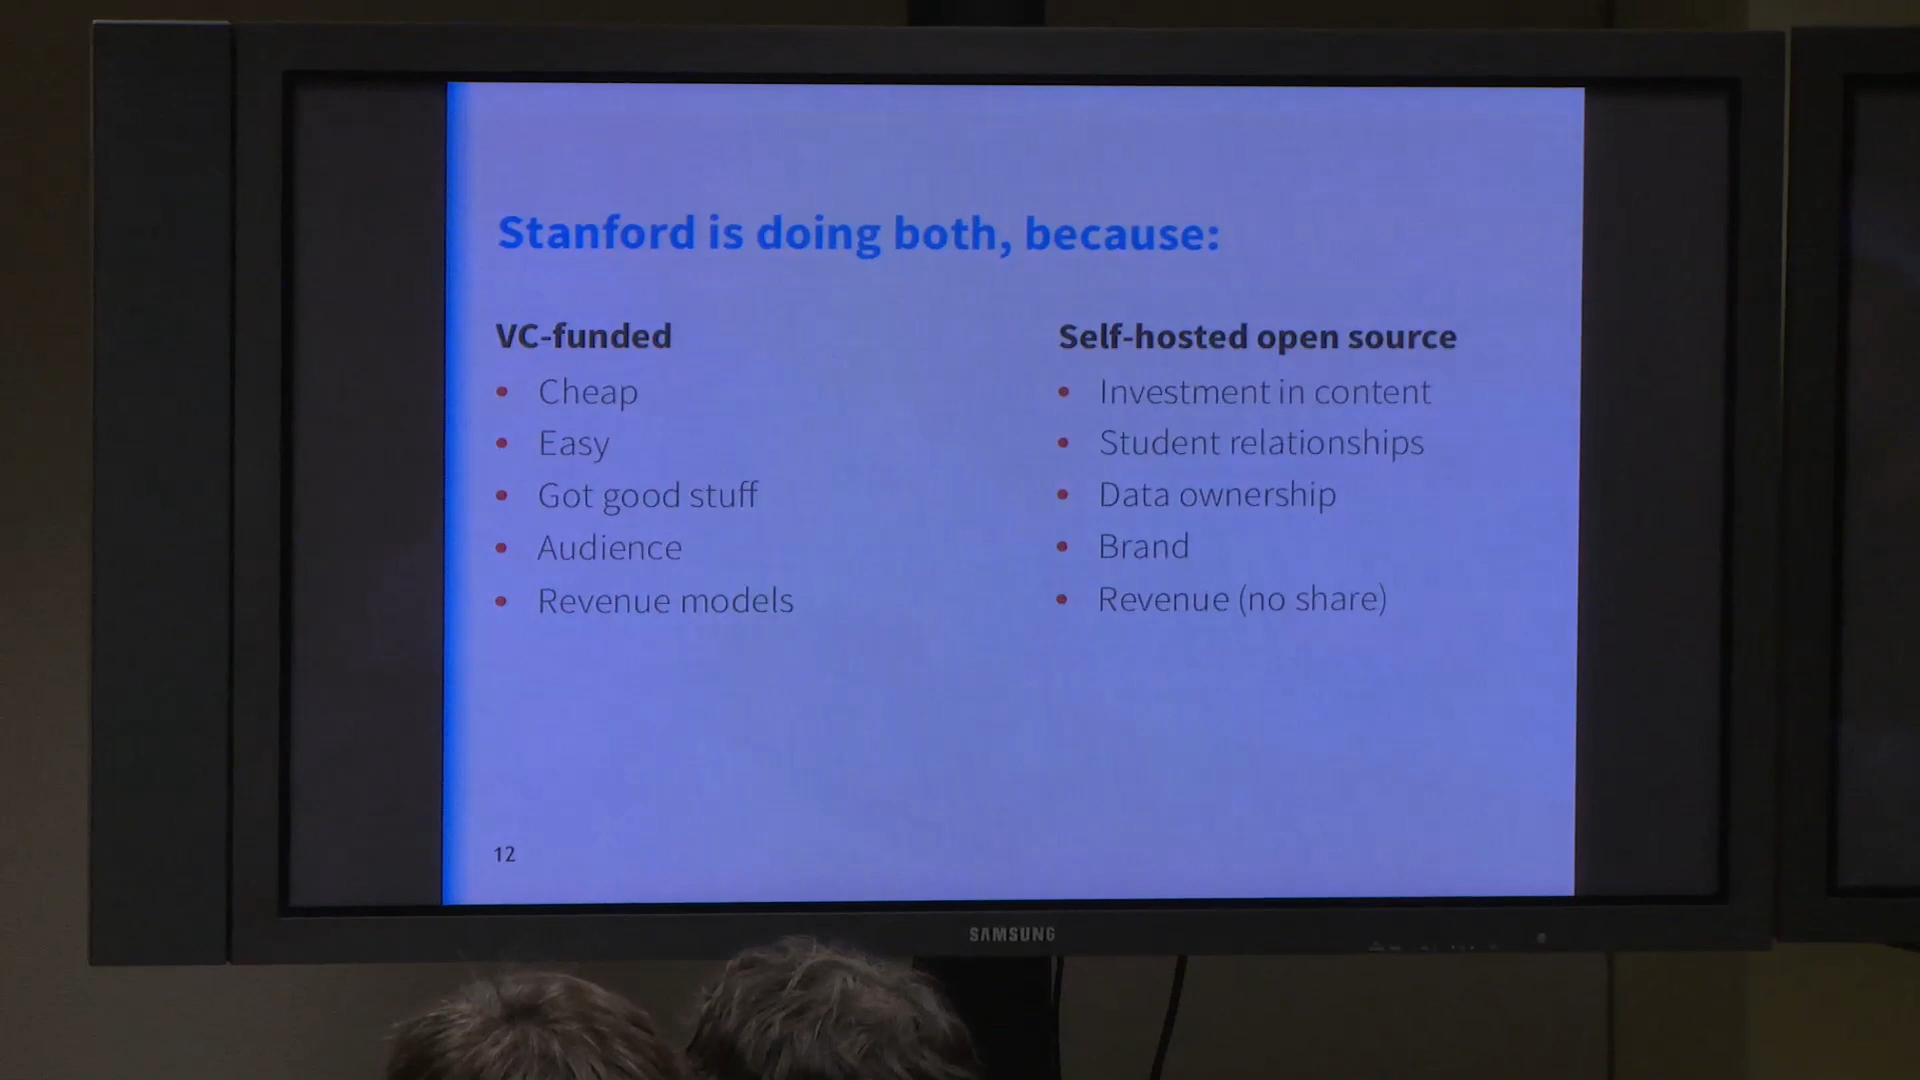 Stanford is doing both, because:
VC-funded
• Cheap
• Easy
• Got good stuff
• Audience
• Revenue models
Self-hosted open source
• Investment in content
• Student relationships
• Data ownership
• Brand
• Revenue (no share)
12
SAMSUNG